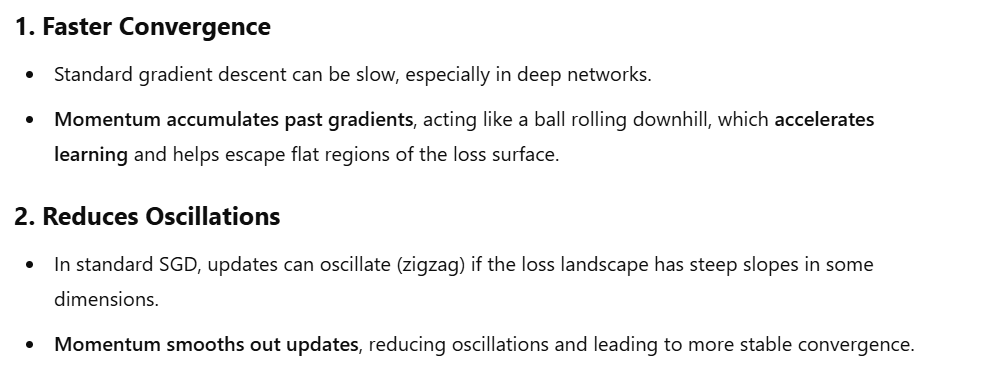 1. Faster Convergence
• Standard gradient descent can be slow, especially in deep networks.
• Momentum accumulates past gradients, acting like a ball rolling downhill, which accelerates
learning and helps escape flat regions of the loss surface.
2. Reduces Oscillations
• In standard SGD, updates can oscillate (zigzag) if the loss landscape has steep slopes in some
dimensions.
• Momentum smooths out updates, reducing oscillations and leading to more stable convergence.